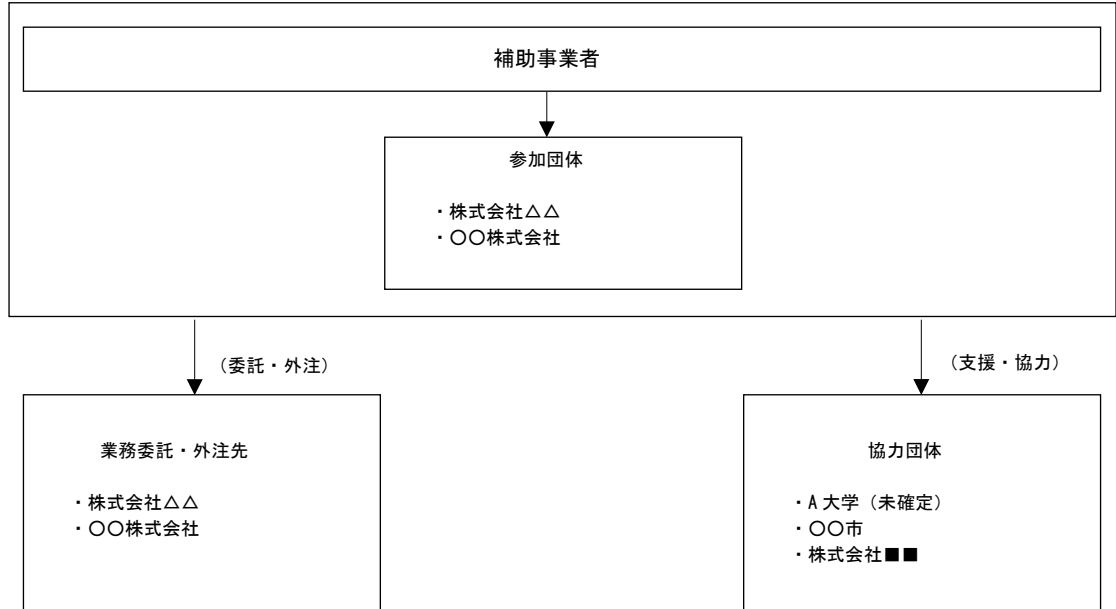 補助事業者
参加団体
・株式会社△△
・〇〇株式会社
（委託・外注）
（支援・協力）
業務委託・外注先
・株式会社△△
・〇〇株式会社
協力団体
・A大学（未確定）
・〇〇市
・株式会社■■